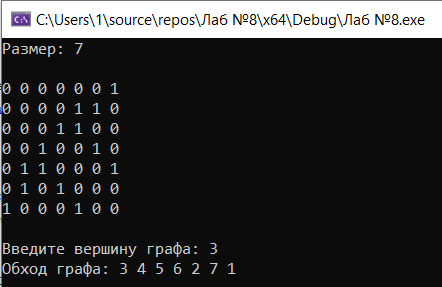 C:\Users\1\source\repos\Лаб №8\x64\Debug\Лаб №8.exe
Размер: 7
0 0 0 0 0 0 1
0 0 0 0 1 1 0
0 0 0 1 1 0 0
0 0 1 0 0 1 0
0 1 1 0 0 0 1
0 1 0 1 0 0 0
1 0 0 0 1 0 0
Введите вершину графа: 3
Обход графа: 3 4 5 6 2 7 1